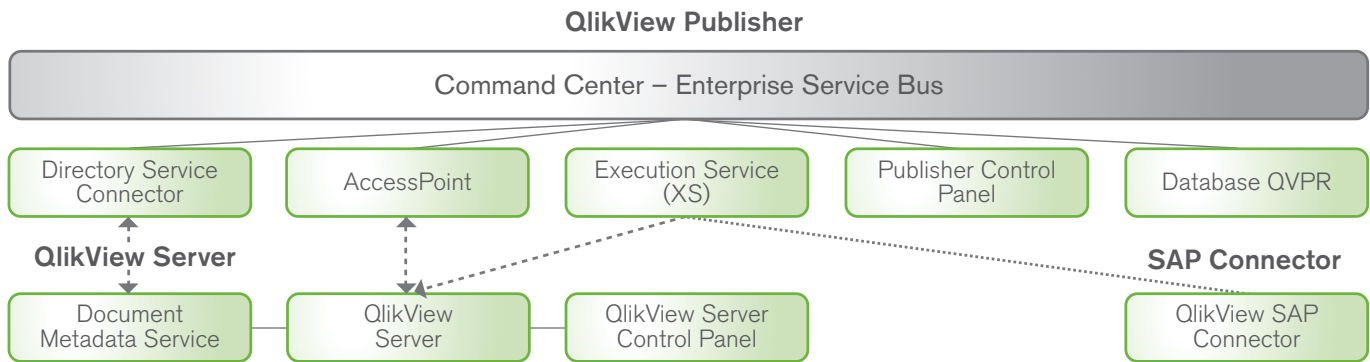 QlikView Publisher
Command Center – Enterprise Service Bus
Directory Service
Connector
AccessPoint
Execution Service
(XS)
Publisher Control
Panel
Database QVPR
QlikView Server
SAP Connector
Document
Metadata Service
QlikView
Server
QlikView Server
Control Panel
QlikView SAP
Connector